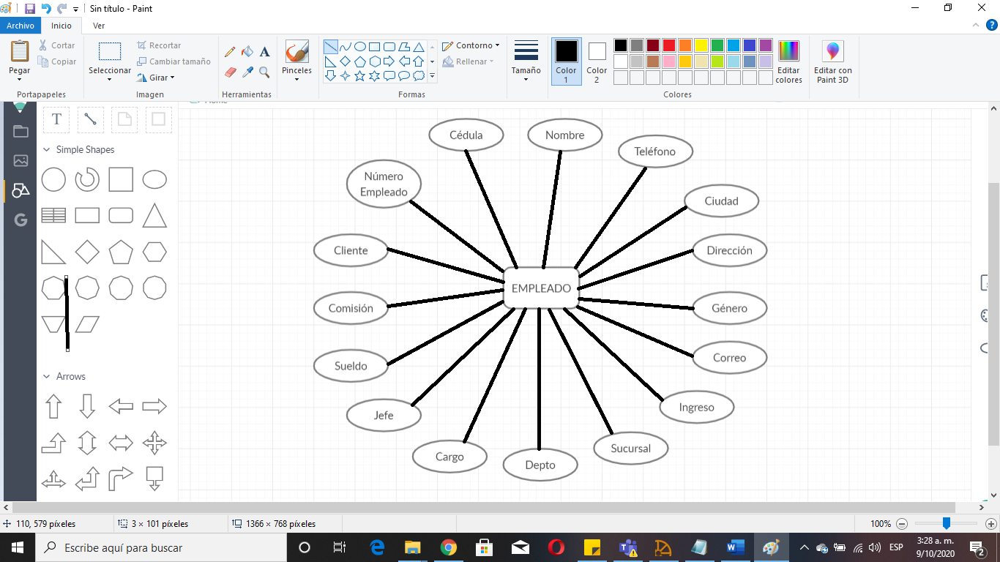 Sin título - Paint
Archivo
Inicio
Ver
Pegar
Cortar
Copiar
Portapapeles
Seleccionar
Recortar
Cambiar tamaño
Girar
Imagen
A
Herramientas
Pinceles
Contorno
Rellenar
Formas
Tamaño
Color
1
Color
2
Editar
colores
Colores
Editar con
Paint 3D
Home
T
Simple Shapes
G
Arrows
Cédula
Nombre
Teléfono
Número
Empleado
Ciudad
Cliente
Dirección
EMPLEADO
Comisión
Género
Sueldo
Correo
Jefe
Ingreso
Cargo
Depto
Sucursal
110, 579 píxeles
3 × 101 píxeles
1366 × 768 píxeles
100%
Escribe aquí para buscar
ESP
3:28 a. m.
9/10/2020
2